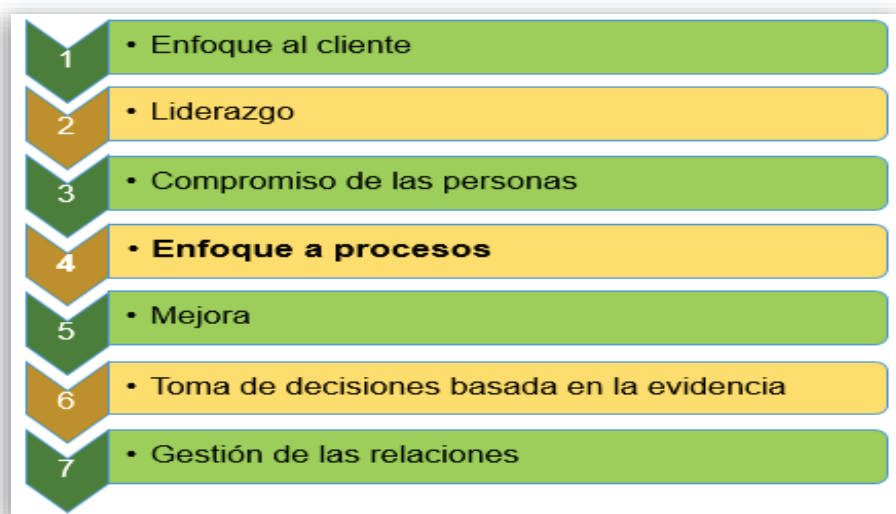 1 • Enfoque al cliente
2 • Liderazgo
3 • Compromiso de las personas
4 • Enfoque a procesos
5 • Mejora
6 • Toma de decisiones basada en la evidencia
7 • Gestión de las relaciones